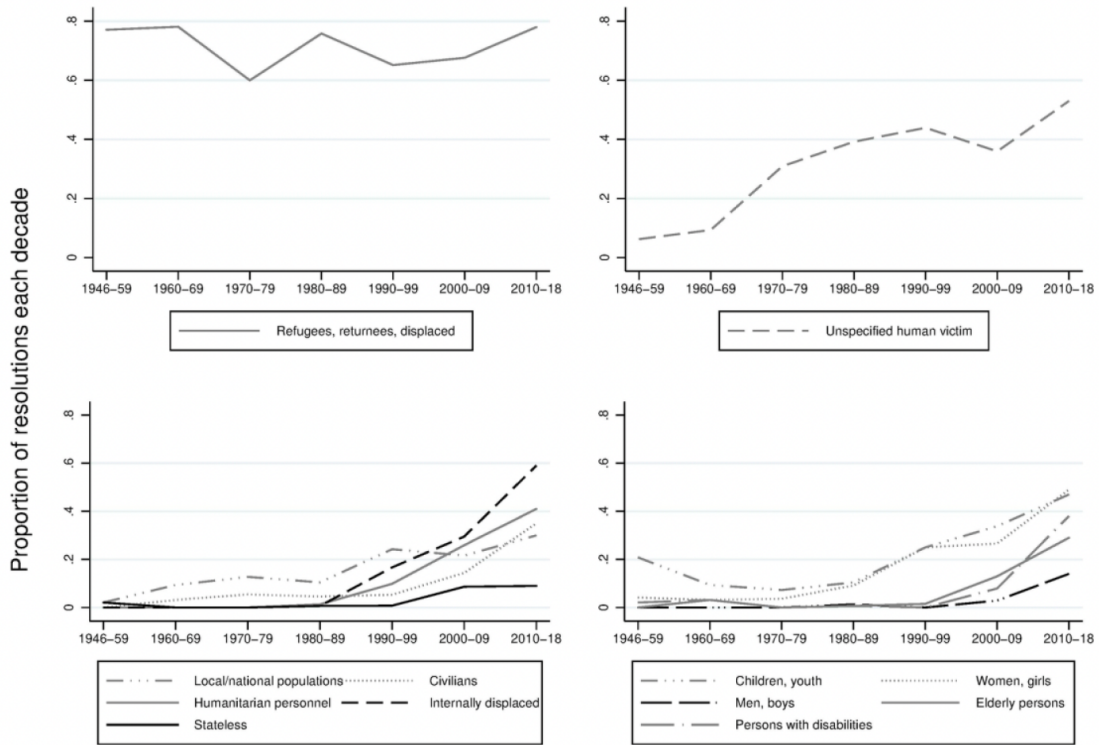 Proportion of resolutions each decade
.8
.6
.4
.2
0
1946–59 1960–69 1970–79 1980–89 1990–99 2000–09 2010–18
Refugees, returnees, displaced
.8
.6
.4
.2
0
1946–59 1960–69 1970–79 1980–89 1990–99 2000–09 2010–18
Unspecified human victim
.8
.6
.4
.2
0
1946–59 1960–69 1970–79 1980–89 1990–99 2000–09 2010–18
Local/national populations Civilians
Humanitarian personnel Internally displaced
Stateless
.8
.6
.4
.2
0
1946–59 1960–69 1970–79 1980–89 1990–99 2000–09 2010–18
Children, youth Women, girls
Men, boys Elderly persons
Persons with disabilities